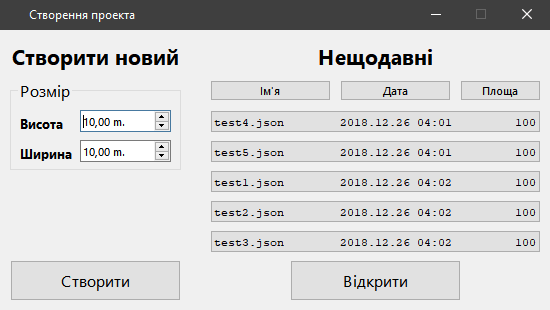 Створення проекта
Створити новий
Розмір
Висота 10,00 m.
Ширина 10,00 m.
Створити
Нещодавні
Ім'я Дата Площа
test4.json 2018.12.26 04:01 100
test5.json 2018.12.26 04:01 100
test1.json 2018.12.26 04:02 100
test2.json 2018.12.26 04:02 100
test3.json 2018.12.26 04:02 100
Відкрити